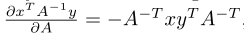 ∂x^T A^{-1} y / ∂A = −A^{−T} x y^T A^{−T},